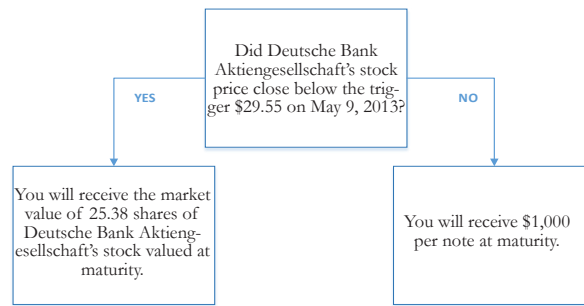 Did Deutsche Bank
Aktiengesellschaft’s stock
price close below the trig-
ger $29.55 on May 9, 2013?
YES
NO
You will receive the market
value of 25.38 shares of
Deutsche Bank Aktieng-
esellschaft’s stock valued at
maturity.
You will receive $1,000
per note at maturity.